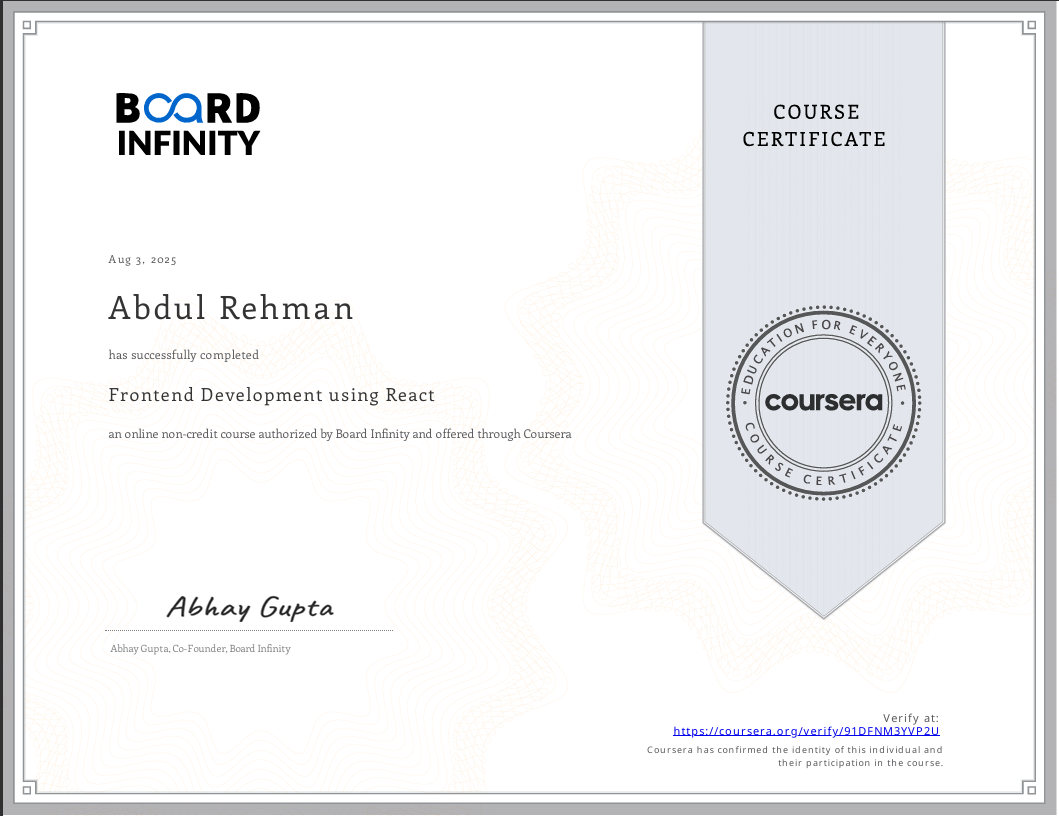 BOARD
INFINITY
COURSE
CERTIFICATE
Aug 3, 2025
Abdul Rehman
has successfully completed
Frontend Development using React
an online non-credit course authorized by Board Infinity and offered through Coursera
EDUCATION FOR EVERYONE
coursera
COURSE CERTIFICATE
Abhay Gupta
Abhay Gupta, Co-Founder, Board Infinity
Verify at:
https://coursera.org/verify/91DFNM3YVP2U
Coursera has confirmed the identity of this individual and
their participation in the course.